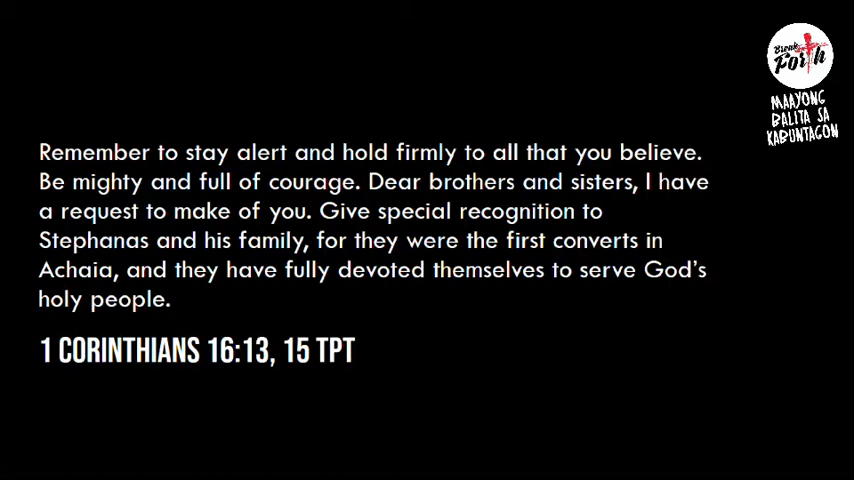 Remember to stay alert and hold firmly to all that you believe.
Be mighty and full of courage. Dear brothers and sisters, I have
a request to make of you. Give special recognition to
Stephanas and his family, for they were the first converts in
Achaia, and they have fully devoted themselves to serve God's
holy people.
1 CORINTHIANS 16:13, 15 TPT
Break
Forth
MAAYONG
BALITA SA
KABUNTAGON